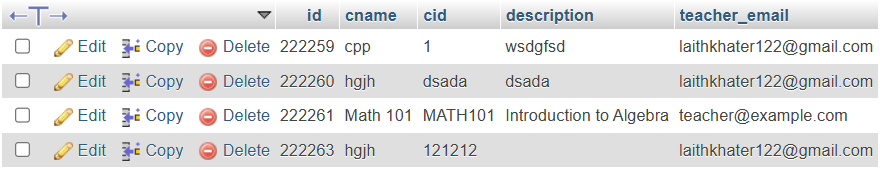 id cname cid description teacher_email
Edit Copy Delete 222259 cpp 1 wsdgfsd laithkhater122@gmail.com
Edit Copy Delete 222260 hgjh dsada dsada laithkhater122@gmail.com
Edit Copy Delete 222261 Math 101 MATH101 Introduction to Algebra teacher@example.com
Edit Copy Delete 222263 hgjh 121212 laithkhater122@gmail.com